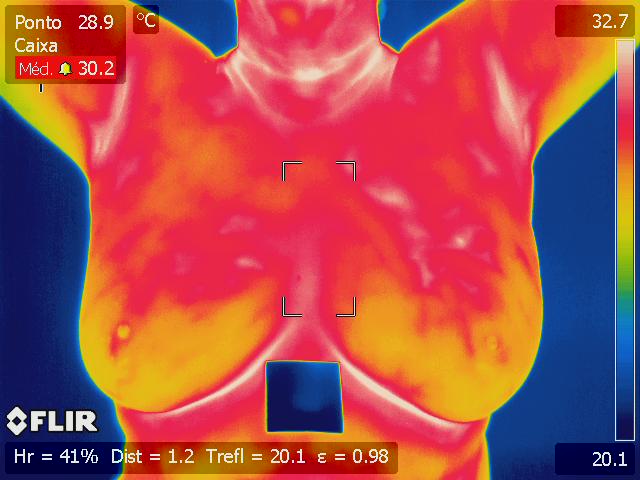 Ponto 28.9 °C
Caixa
Méd. 30.2
32.7
FLIR
Hr = 41% Dist = 1.2 Trefl = 20.1 ε = 0.98
20.1